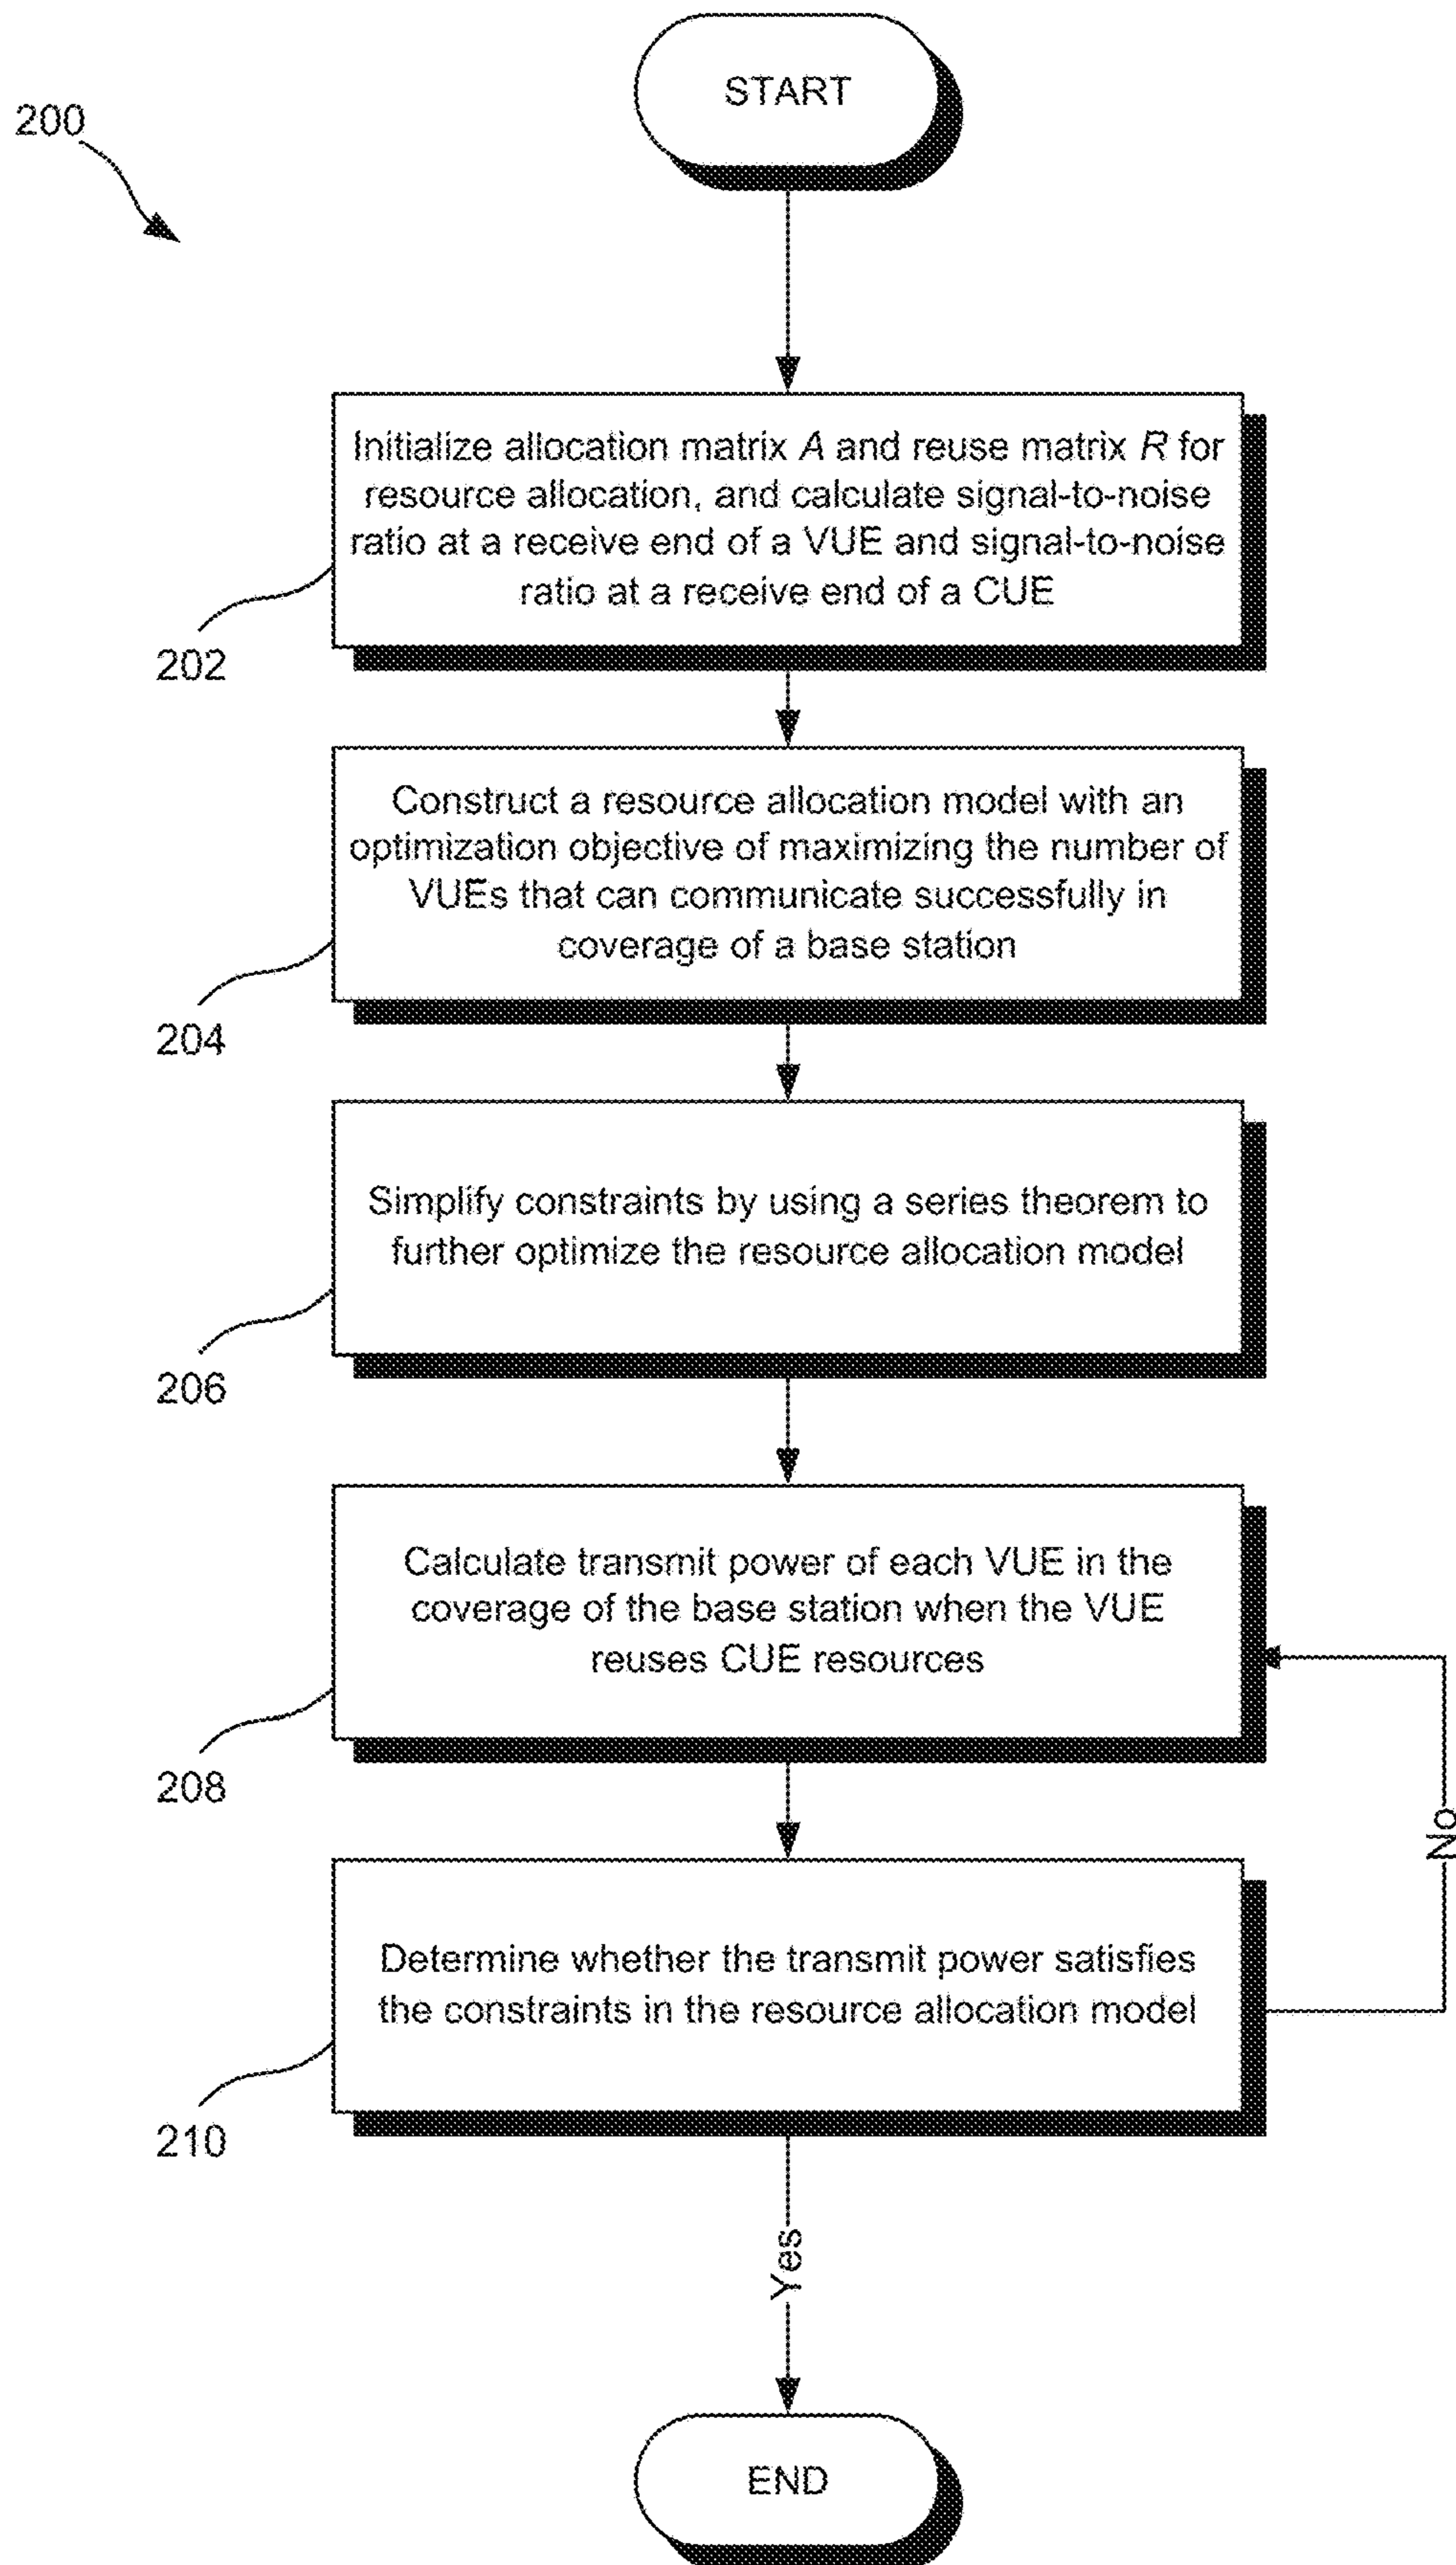 START
200
Initialize allocation matrix A and reuse matrix R for
resource allocation, and calculate signal-to-noise
ratio at a receive end of a VUE and signal-to-noise
ratio at a receive end of a CUE
202
Construct a resource allocation model with an
optimization objective of maximizing the number of
VUEs that can communicate successfully in
coverage of a base station
204
Simplify constraints by using a series theorem to
further optimize the resource allocation model
206
Calculate transmit power of each VUE in the
coverage of the base station when the VUE
reuses CUE resources
208
No
Determine whether the transmit power satisfies
the constraints in the resource allocation model
210
Yes
END